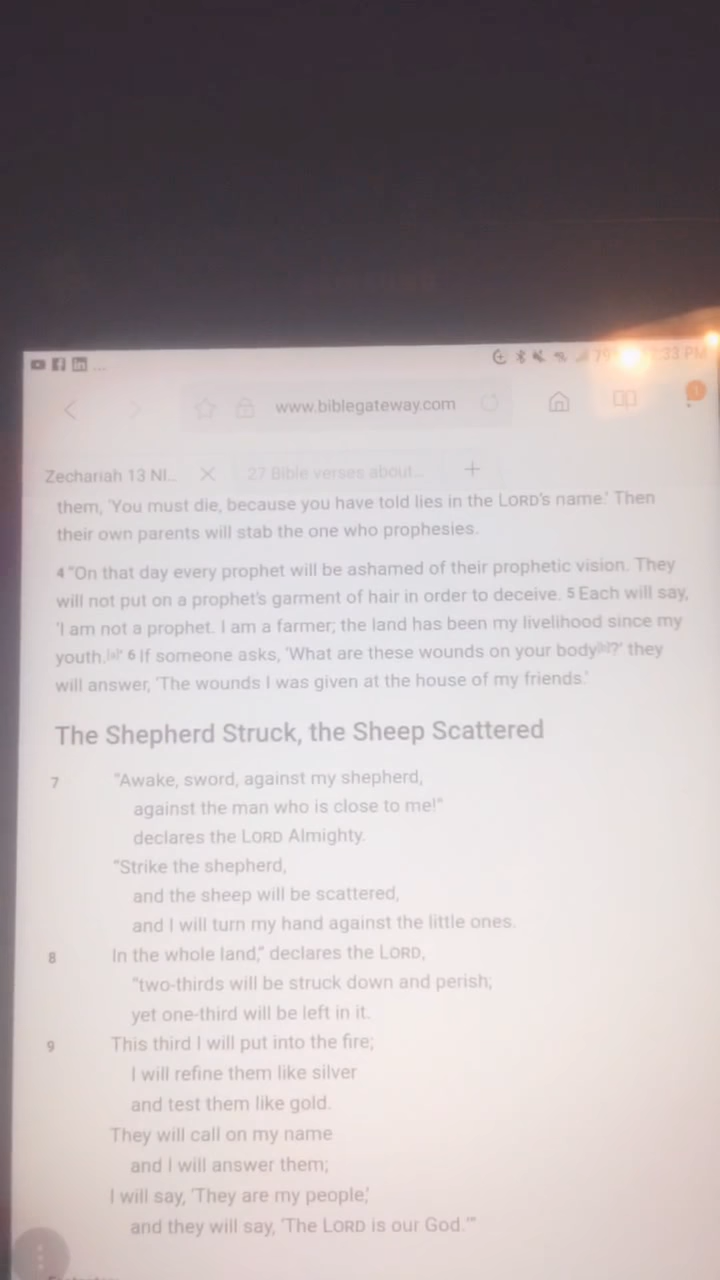 79
:33 PM
www.biblegateway.com
1
Zechariah 13 NI...
27 Bible verses about...
them, 'You must die, because you have told lies in the LORD's name.' Then
their own parents will stab the one who prophesies.
4 "On that day every prophet will be ashamed of their prophetic vision. They
will not put on a prophet's garment of hair in order to deceive. 5 Each will say,
'I am not a prophet. I am a farmer; the land has been my livelihood since my
youth.[a]' 6 If someone asks, 'What are these wounds on your body[b]?' they
will answer, 'The wounds I was given at the house of my friends.'
The Shepherd Struck, the Sheep Scattered
7 "Awake, sword, against my shepherd,
against the man who is close to me!"
declares the LORD Almighty.
"Strike the shepherd,
and the sheep will be scattered,
and I will turn my hand against the little ones.
8 In the whole land," declares the LORD,
"two-thirds will be struck down and perish;
yet one-third will be left in it.
9 This third I will put into the fire;
I will refine them like silver
and test them like gold.
They will call on my name
and I will answer them;
I will say, 'They are my people,'
and they will say, 'The LORD is our God.'"